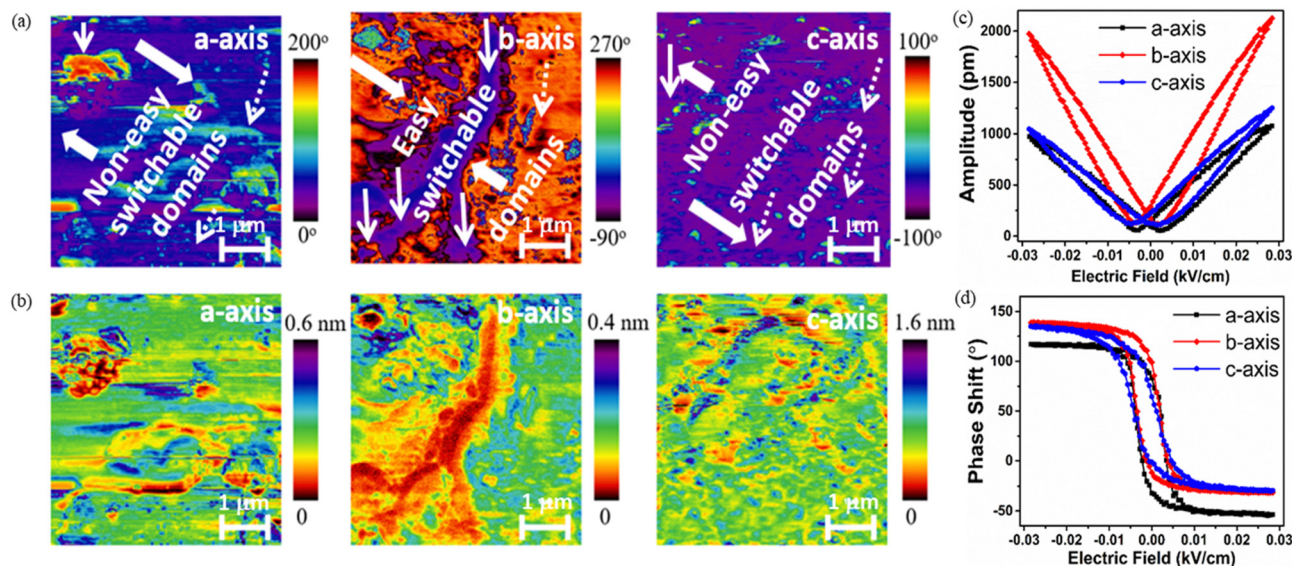 (a)
a-axis
Non-easy
switchable
domains
1 μm
200°
0°
b-axis
Easy
switchable
domains
1 μm
270°
-90°
c-axis
Non-easy
switchable
domains
1 μm
100°
-100°
(b)
a-axis
1 μm
0.6 nm
0
b-axis
1 μm
0.4 nm
0
c-axis
1 μm
1.6 nm
0
(c)
Amplitude (pm)
2000
1500
1000
500
0
a-axis
b-axis
c-axis
-0.03 -0.02 -0.01 0.00 0.01 0.02 0.03
Electric Field (kV/cm)
(d)
Phase Shift (°)
150
100
50
0
-50
a-axis
b-axis
c-axis
-0.03 -0.02 -0.01 0.00 0.01 0.02 0.03
Electric Field (kV/cm)